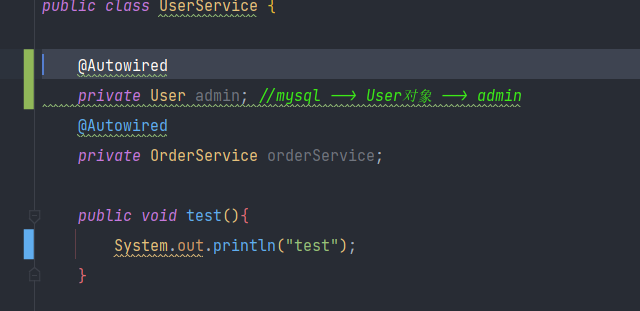 public class UserService {
@Autowired
private User admin; //mysql --> User对象 --> admin
@Autowired
private OrderService orderService;
public void test(){
System.out.println("test");
}